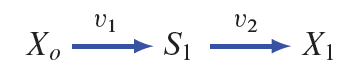 v₁ v₂
Xₒ S₁ X₁